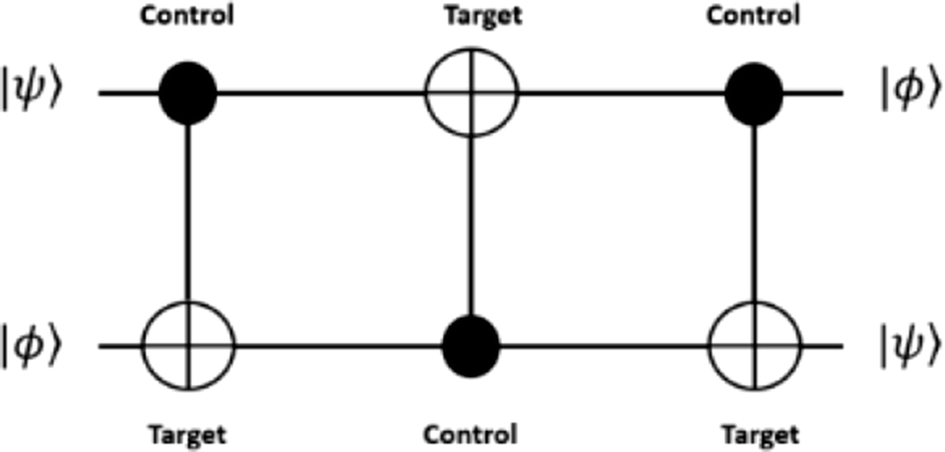 Control Target Control
|ψ⟩ |ϕ⟩
|ϕ⟩ |ψ⟩
Target Control Target